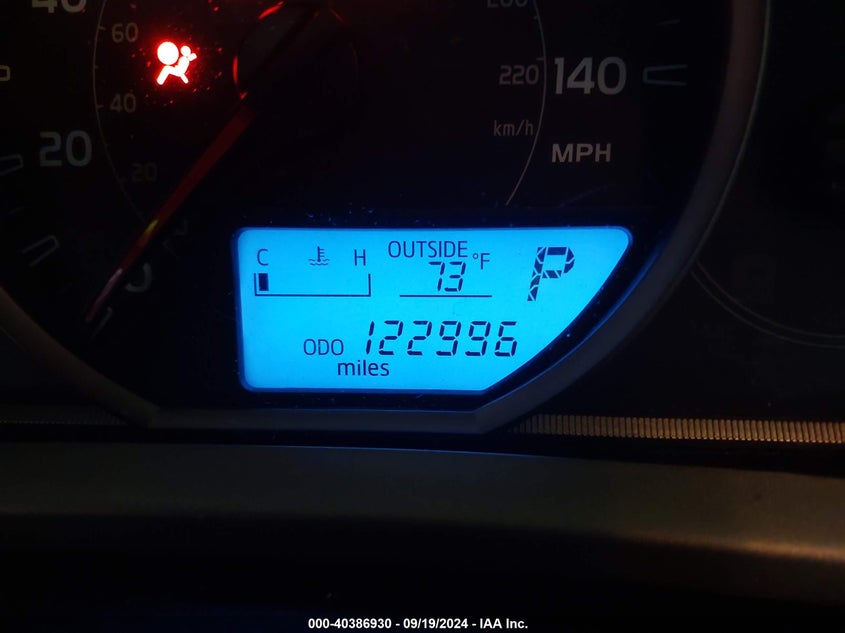 60
40
20
20
220
140
km/h
MPH
C
H
OUTSIDE
73
°F
P
ODO
122996
miles
000-40386930 - 09/19/2024 - IAA Inc.